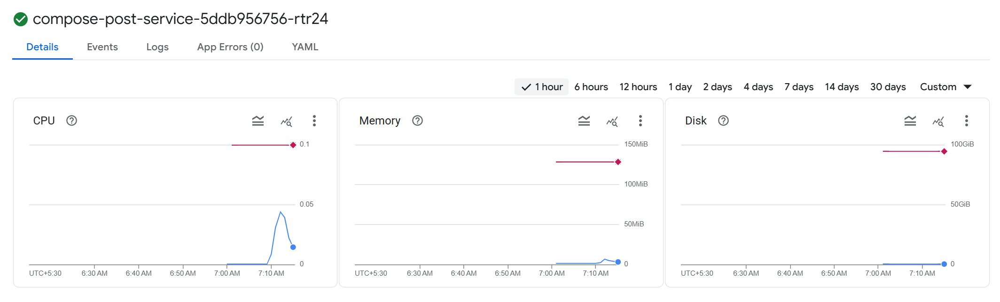 compose-post-service-5ddb956756-rtr24
Details Events Logs App Errors (0) YAML
1 hour 6 hours 12 hours 1 day 2 days 4 days 7 days 14 days 30 days Custom
CPU
0.1
0.05
0
UTC+5:30 6:30 AM 6:40 AM 6:50 AM 7:00 AM 7:10 AM
Memory
150MiB
100MiB
50MiB
0
UTC+5:30 6:30 AM 6:40 AM 6:50 AM 7:00 AM 7:10 AM
Disk
100GiB
50GiB
0
UTC+5:30 6:30 AM 6:40 AM 6:50 AM 7:00 AM 7:10 AM